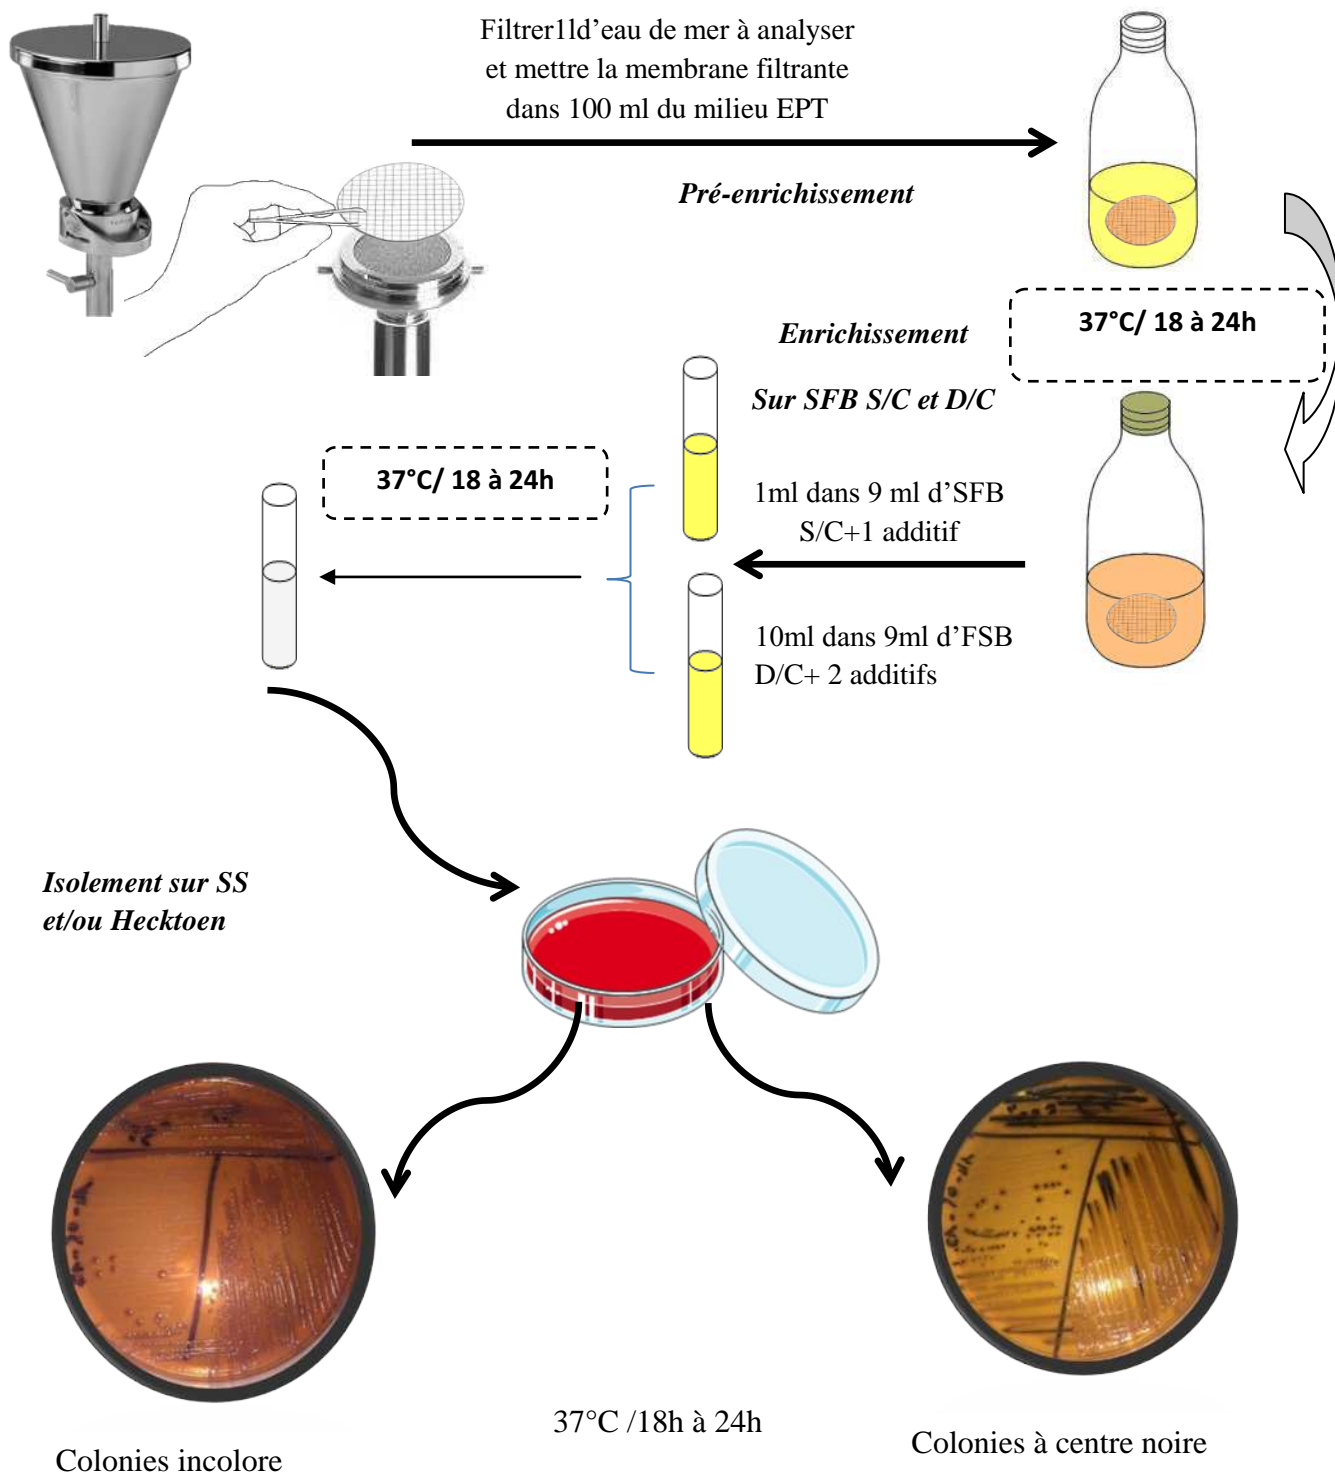 Filtrer1ld’eau de mer à analyser
et mettre la membrane filtrante
dans 100 ml du milieu EPT
Pré-enrichissement
37°C/ 18 à 24h
Enrichissement
Sur SFB S/C et D/C
37°C/ 18 à 24h
1ml dans 9 ml d’SFB
S/C+1 additif
10ml dans 9ml d’FSB
D/C+ 2 additifs
Isolement sur SS
et/ou Hecktoen
37°C /18h à 24h
Colonies incolore
Colonies à centre noire